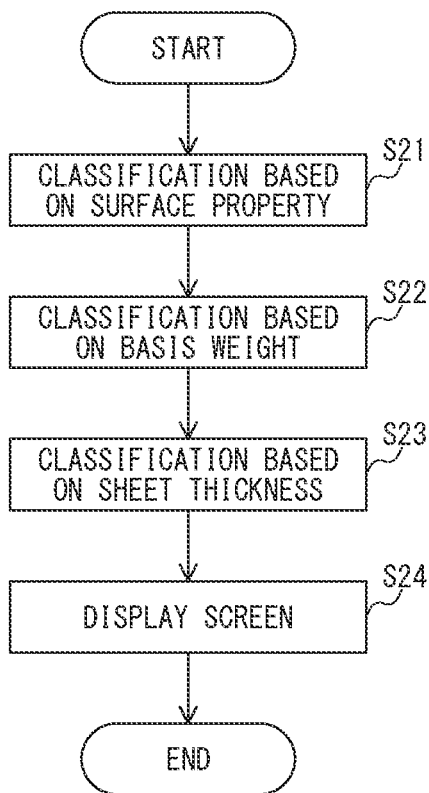 START
S21
CLASSIFICATION BASED
ON SURFACE PROPERTY
S22
CLASSIFICATION BASED
ON BASIS WEIGHT
S23
CLASSIFICATION BASED
ON SHEET THICKNESS
S24
DISPLAY SCREEN
END